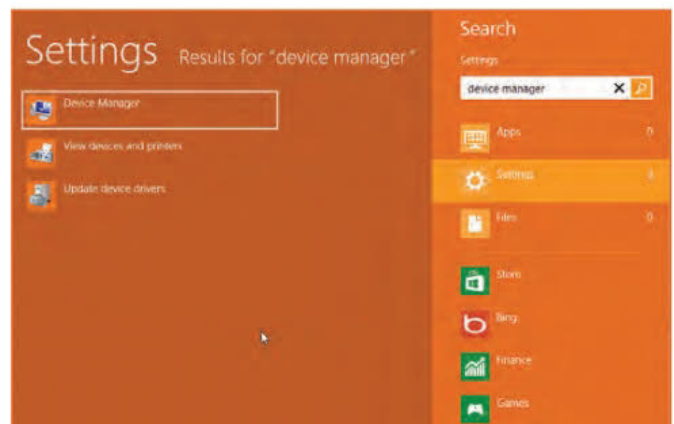 Settings Results for "device manager"
Device Manager
View devices and printers
Update device drivers
Search
Settings
device manager
Apps 0
Settings 3
Files 0
Store
Bing
Finance
Games